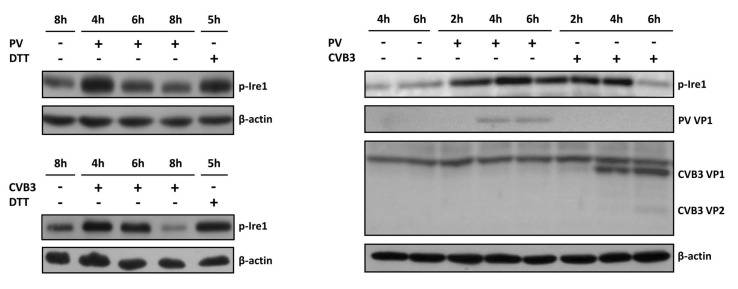 8h 4h 6h 8h 5h
PV - + + + -
DTT - - - - +
p-Ire1
β-actin
8h 4h 6h 8h 5h
CVB3 - + + + -
DTT - - - - +
p-Ire1
β-actin
4h 6h 2h 4h 6h 2h 4h 6h
PV - - + + + - - -
CVB3 - - - - - + + +
p-Ire1
PV VP1
CVB3 VP1
CVB3 VP2
β-actin